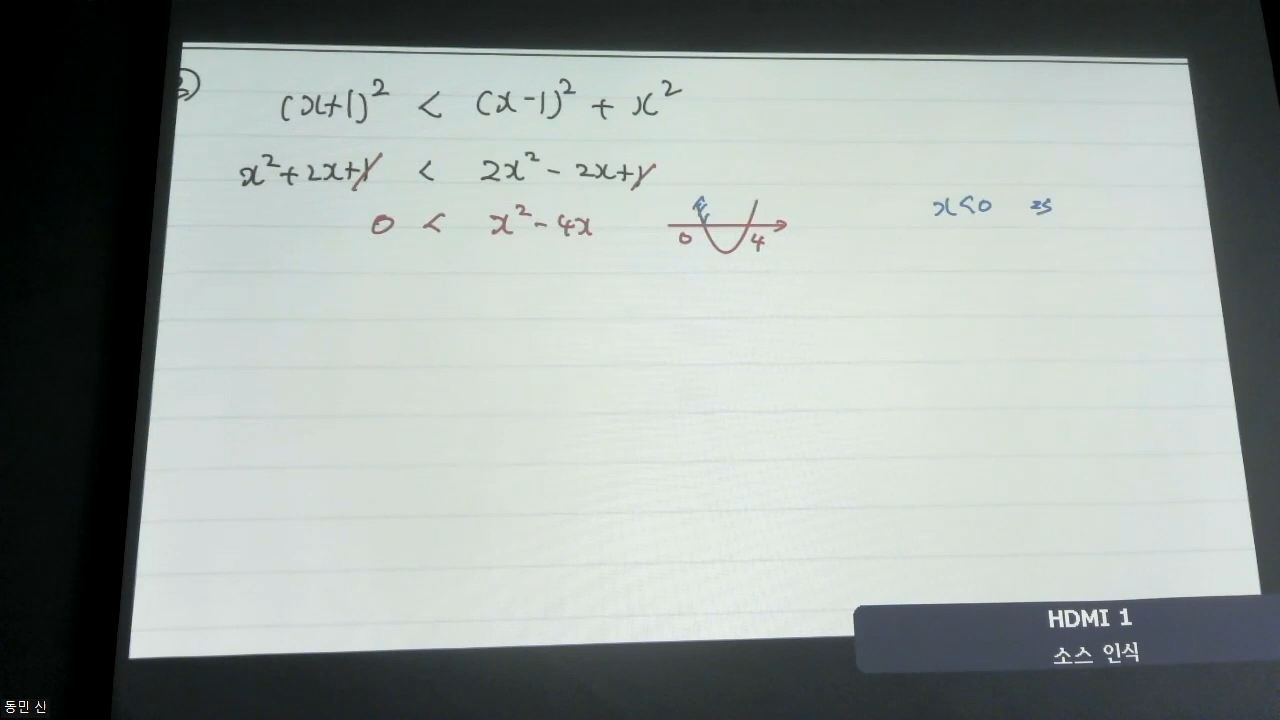 (x+1)² < (x-1)² + x²
x²+2x+1 < 2x²-2x+1
0 < x²-4x
0 4
x<0
HDMI 1
소스 인식
동민 신